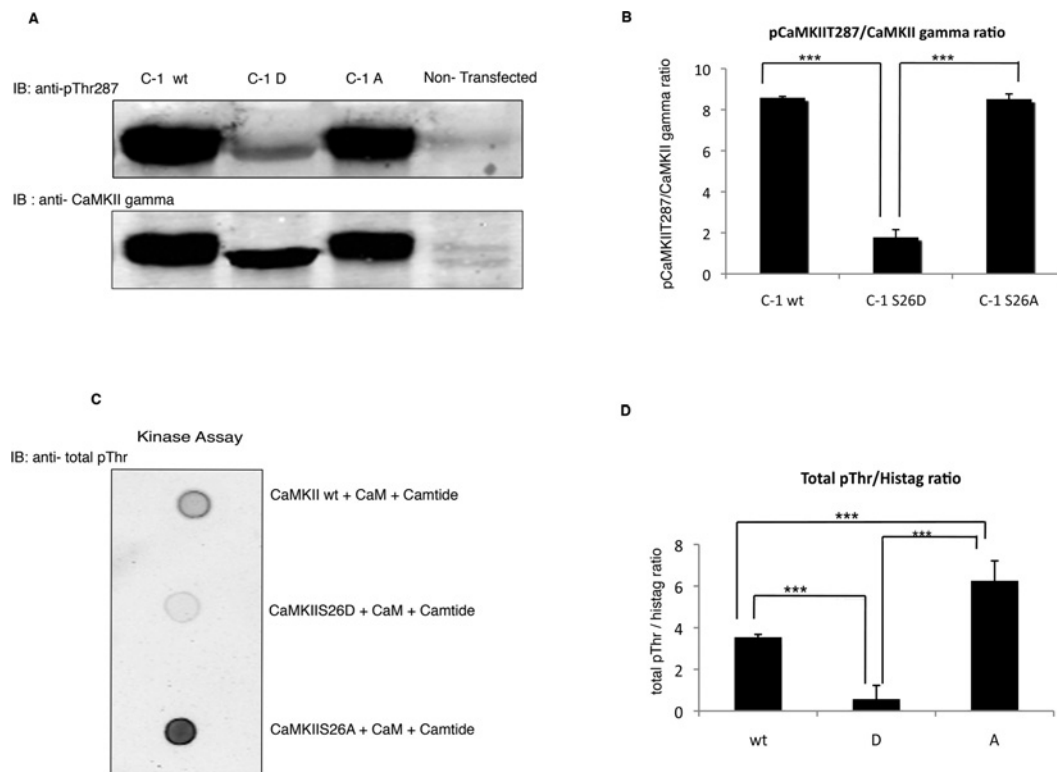 A
C-1 wt C-1 D C-1 A Non- Transfected
IB: anti-pThr287
IB : anti- CaMKII gamma
B
pCaMKIIT287/CaMKII gamma ratio
*** ***
pCaMKIIT287/CaMKII gamma ratio
10
8
6
4
2
0
C-1 wt C-1 S26D C-1 S26A
C
Kinase Assay
IB: anti- total pThr
CaMKII wt + CaM + Camtide
CaMKIIS26D + CaM + Camtide
CaMKIIS26A + CaM + Camtide
D
Total pThr/Histag ratio
***
***
***
total pThr / histag ratio
8
6
4
2
0
wt D A